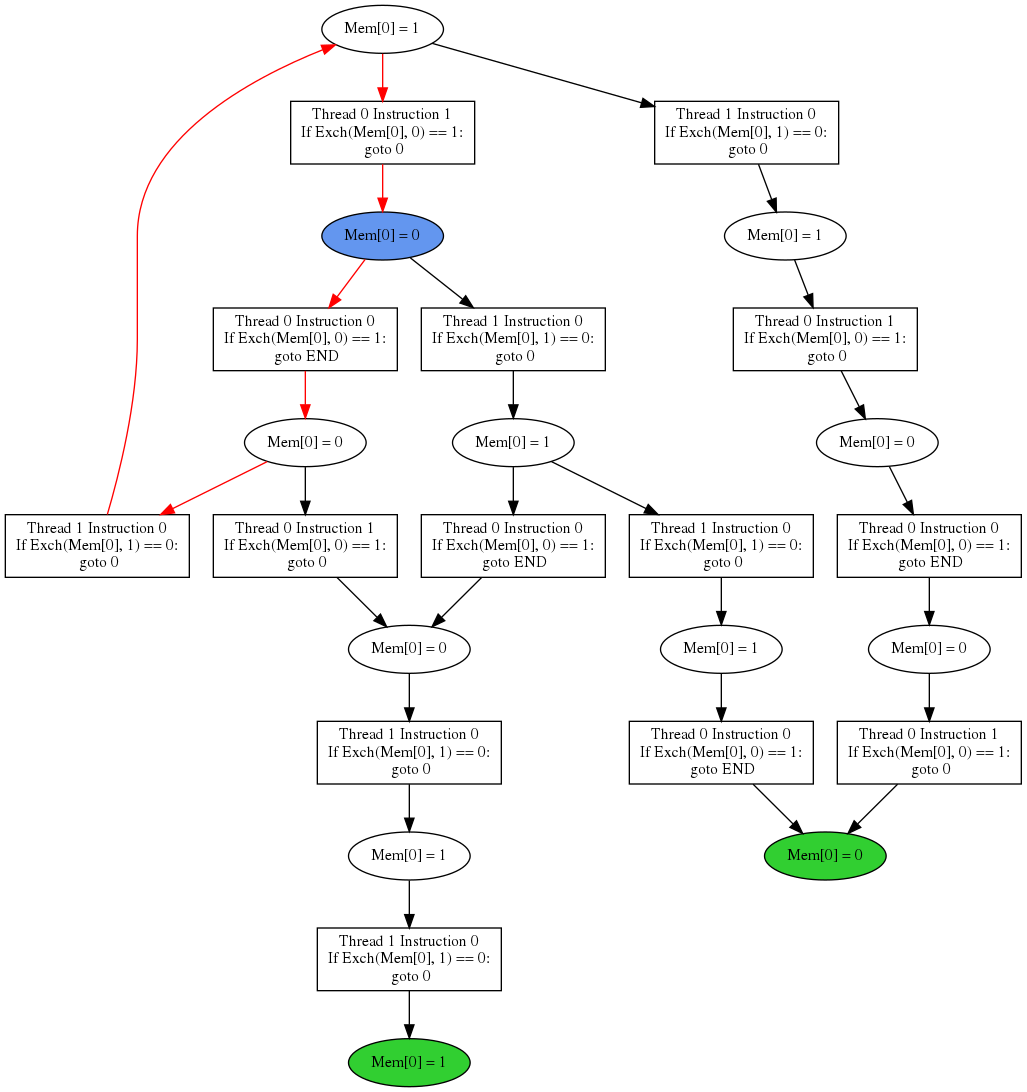 Mem[0] = 1
Thread 0 Instruction 1
If Exch(Mem[0], 0) == 1:
goto 0
Thread 1 Instruction 0
If Exch(Mem[0], 1) == 0:
goto 0
Mem[0] = 0
Mem[0] = 1
Thread 0 Instruction 0
If Exch(Mem[0], 0) == 1:
goto END
Thread 1 Instruction 0
If Exch(Mem[0], 1) == 0:
goto 0
Thread 0 Instruction 1
If Exch(Mem[0], 0) == 1:
goto 0
Mem[0] = 0
Mem[0] = 1
Mem[0] = 0
Thread 1 Instruction 0
If Exch(Mem[0], 1) == 0:
goto 0
Thread 0 Instruction 1
If Exch(Mem[0], 0) == 1:
goto 0
Thread 0 Instruction 0
If Exch(Mem[0], 0) == 1:
goto END
Thread 1 Instruction 0
If Exch(Mem[0], 1) == 0:
goto 0
Thread 0 Instruction 0
If Exch(Mem[0], 0) == 1:
goto END
Mem[0] = 0
Mem[0] = 1
Mem[0] = 0
Thread 1 Instruction 0
If Exch(Mem[0], 1) == 0:
goto 0
Thread 0 Instruction 0
If Exch(Mem[0], 0) == 1:
goto END
Thread 0 Instruction 1
If Exch(Mem[0], 0) == 1:
goto 0
Mem[0] = 1
Mem[0] = 0
Thread 1 Instruction 0
If Exch(Mem[0], 1) == 0:
goto 0
Mem[0] = 1